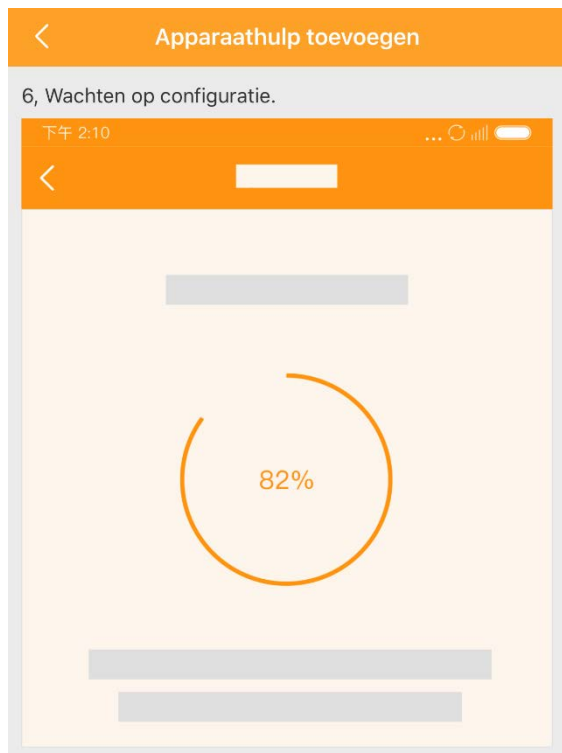 Apparaathulp toevoegen
6, Wachten op configuratie.
下午 2:10
82%